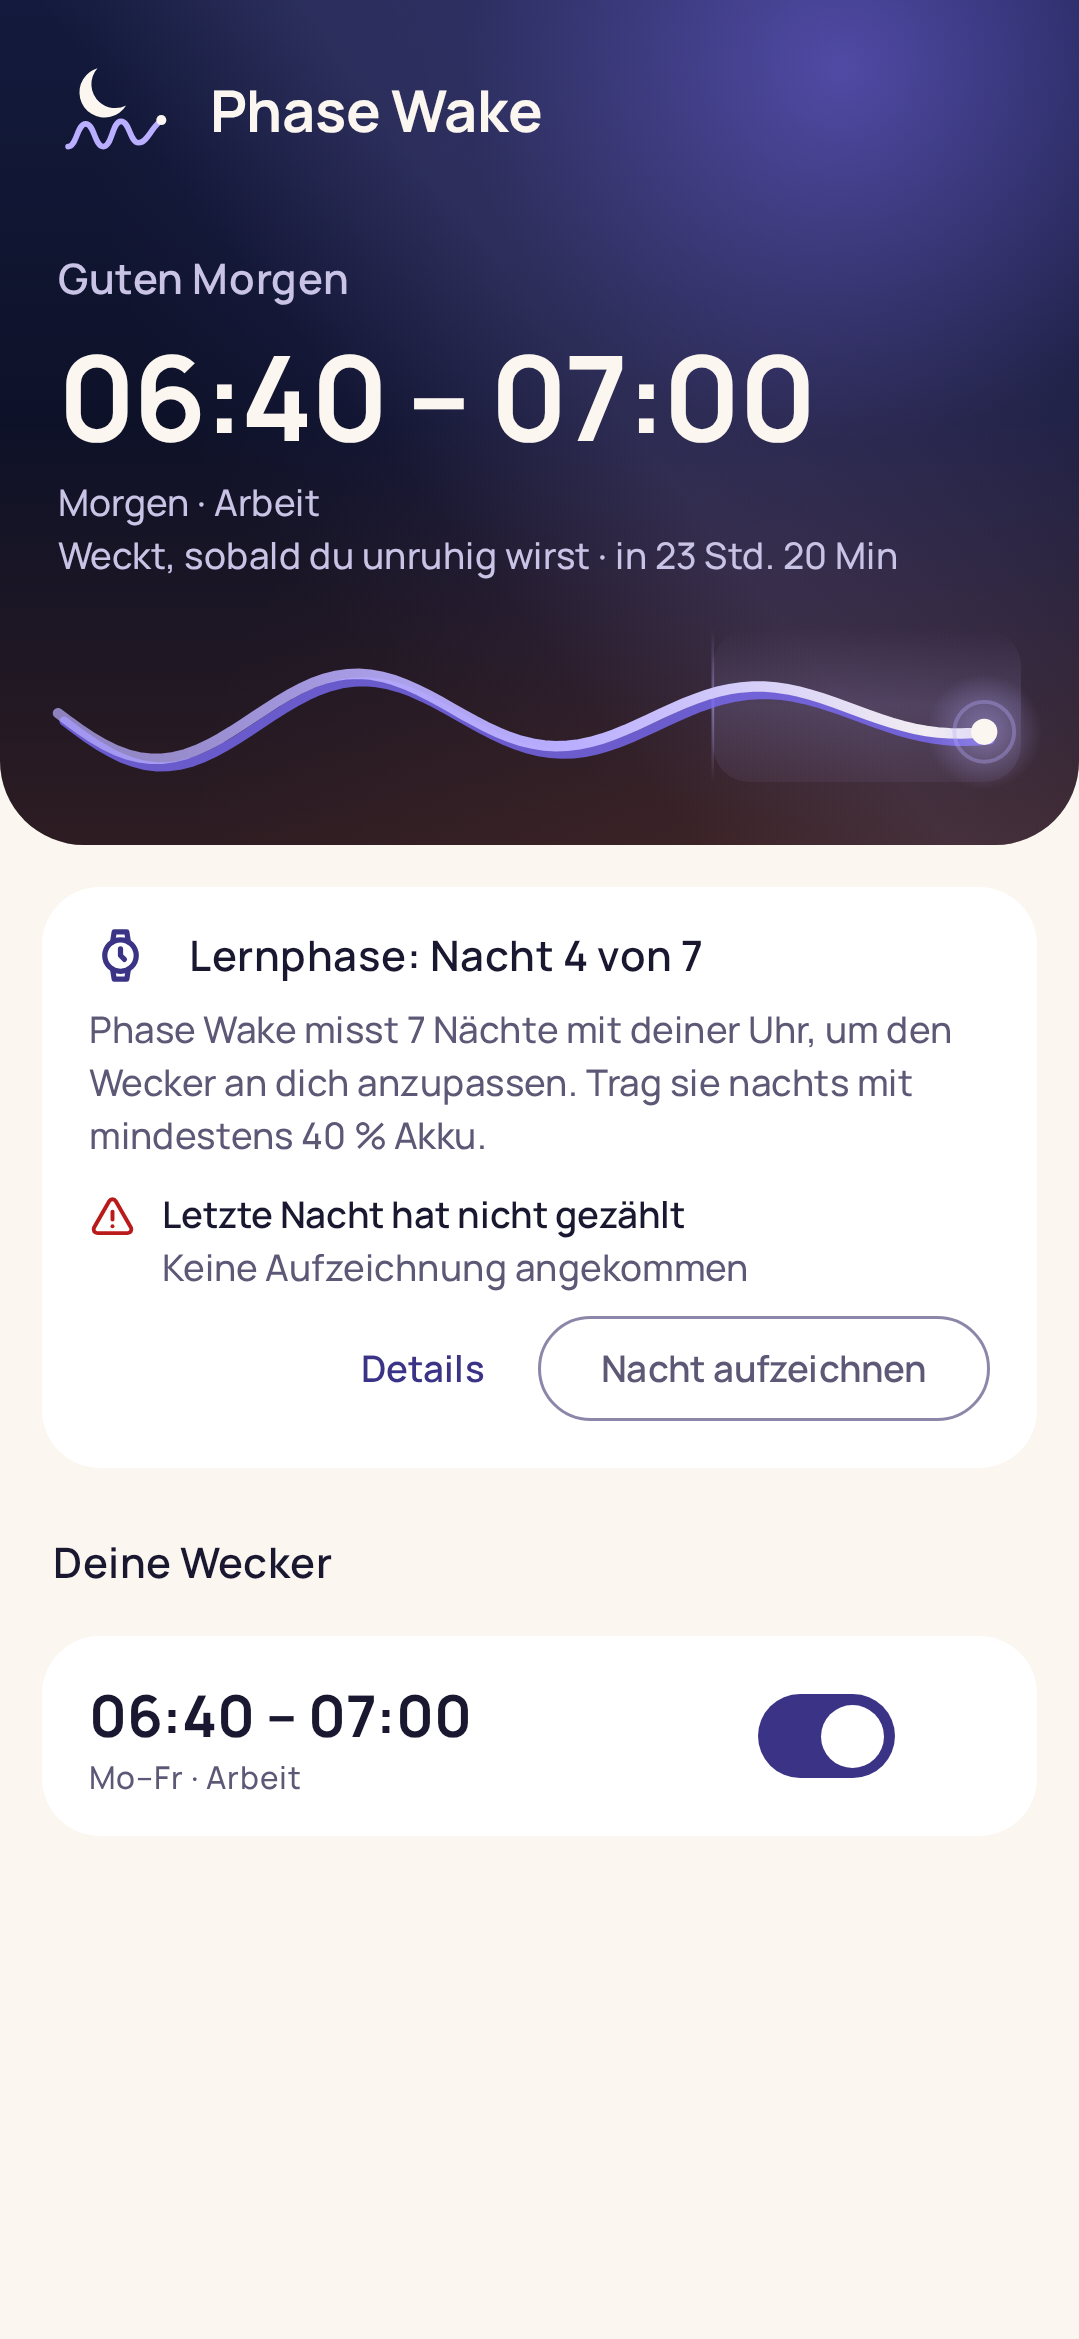 Phase Wake
Guten Morgen
06:40 – 07:00
Morgen · Arbeit
Weckt, sobald du unruhig wirst · in 23 Std. 20 Min
Lernphase: Nacht 4 von 7
Phase Wake misst 7 Nächte mit deiner Uhr, um den
Wecker an dich anzupassen. Trag sie nachts mit
mindestens 40 % Akku.
Letzte Nacht hat nicht gezählt
Keine Aufzeichnung angekommen
Details
Nacht aufzeichnen
Deine Wecker
06:40 – 07:00
Mo–Fr · Arbeit